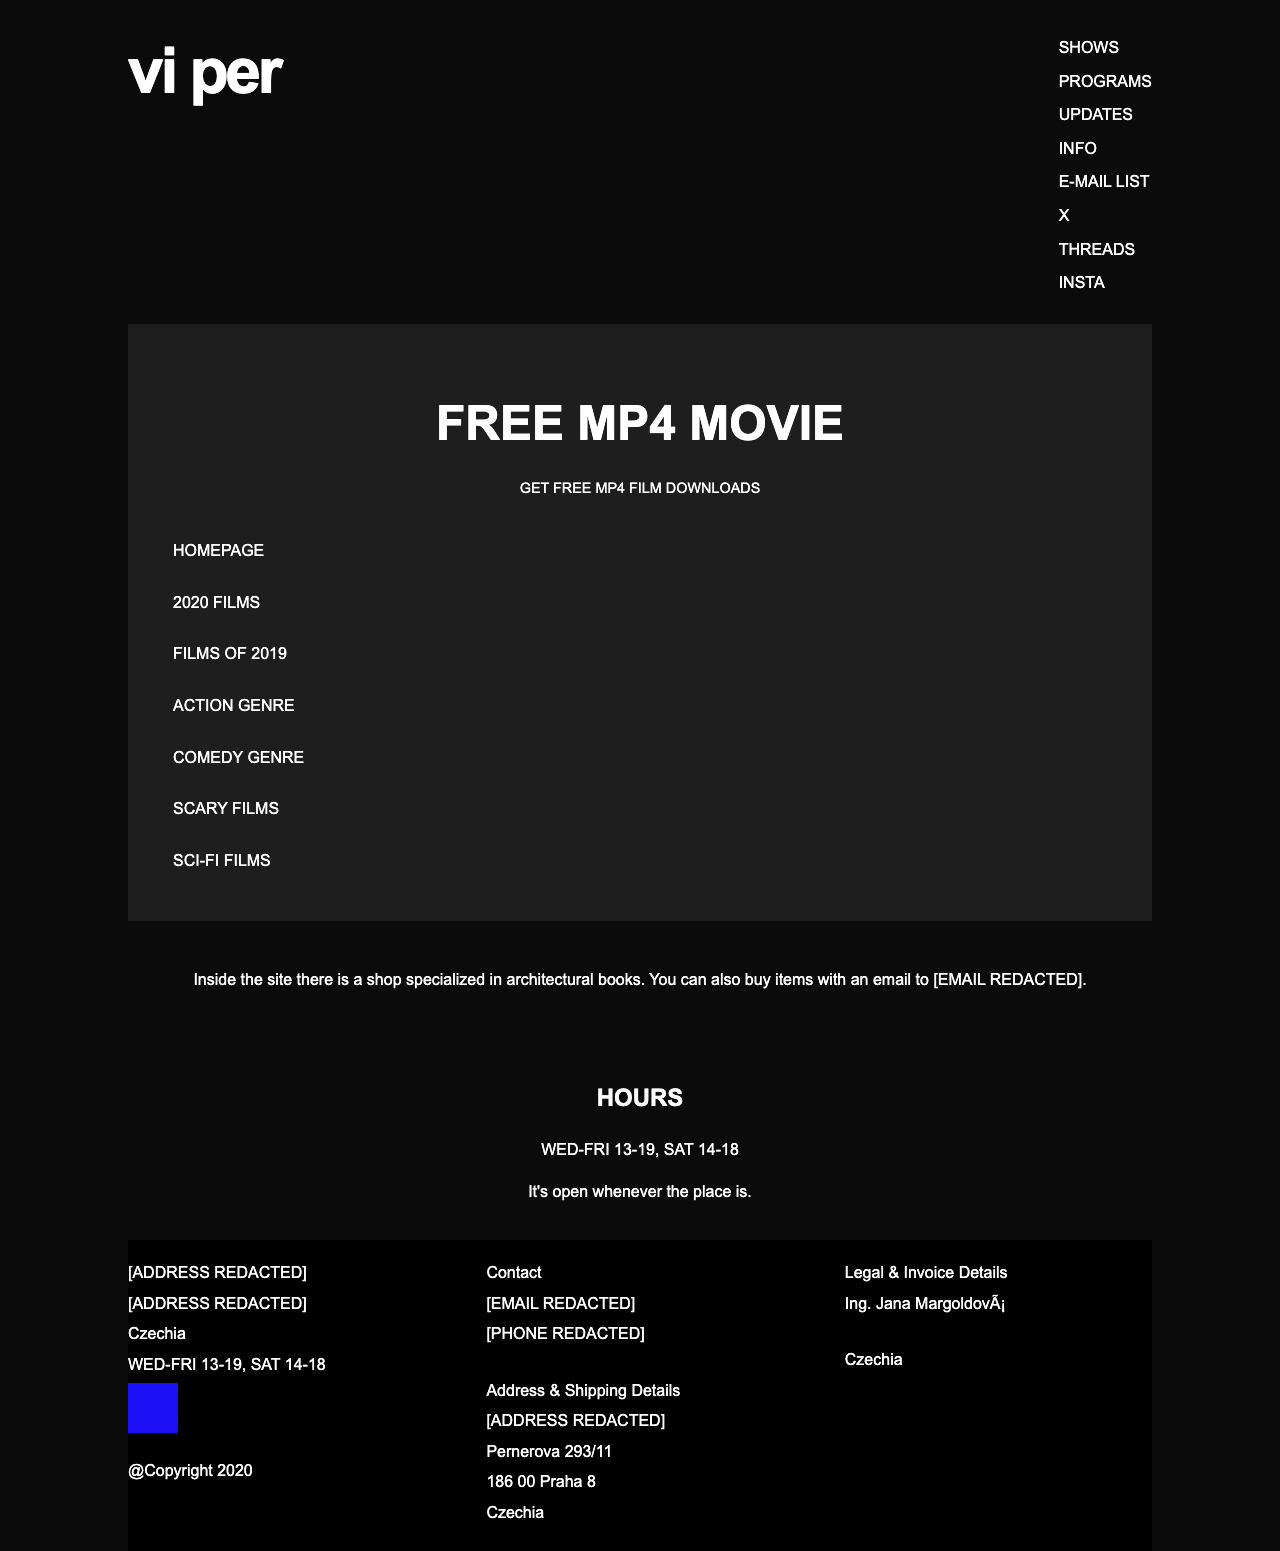 vi per
SHOWS
PROGRAMS
UPDATES
INFO
E-MAIL LIST
X
THREADS
INSTA
FREE MP4 MOVIE
GET FREE MP4 FILM DOWNLOADS
HOMEPAGE
2020 FILMS
FILMS OF 2019
ACTION GENRE
COMEDY GENRE
SCARY FILMS
SCI-FI FILMS
Inside the site there is a shop specialized in architectural books. You can also buy items with an email to [EMAIL REDACTED].
HOURS
WED-FRI 13-19, SAT 14-18
It's open whenever the place is.
[ADDRESS REDACTED]
[ADDRESS REDACTED]
Czechia
WED-FRI 13-19, SAT 14-18
@Copyright 2020
Contact
[EMAIL REDACTED]
[PHONE REDACTED]
Address & Shipping Details
[ADDRESS REDACTED]
Pernerova 293/11
186 00 Praha 8
Czechia
Legal & Invoice Details
Ing. Jana MargoldovÃ¡
Czechia